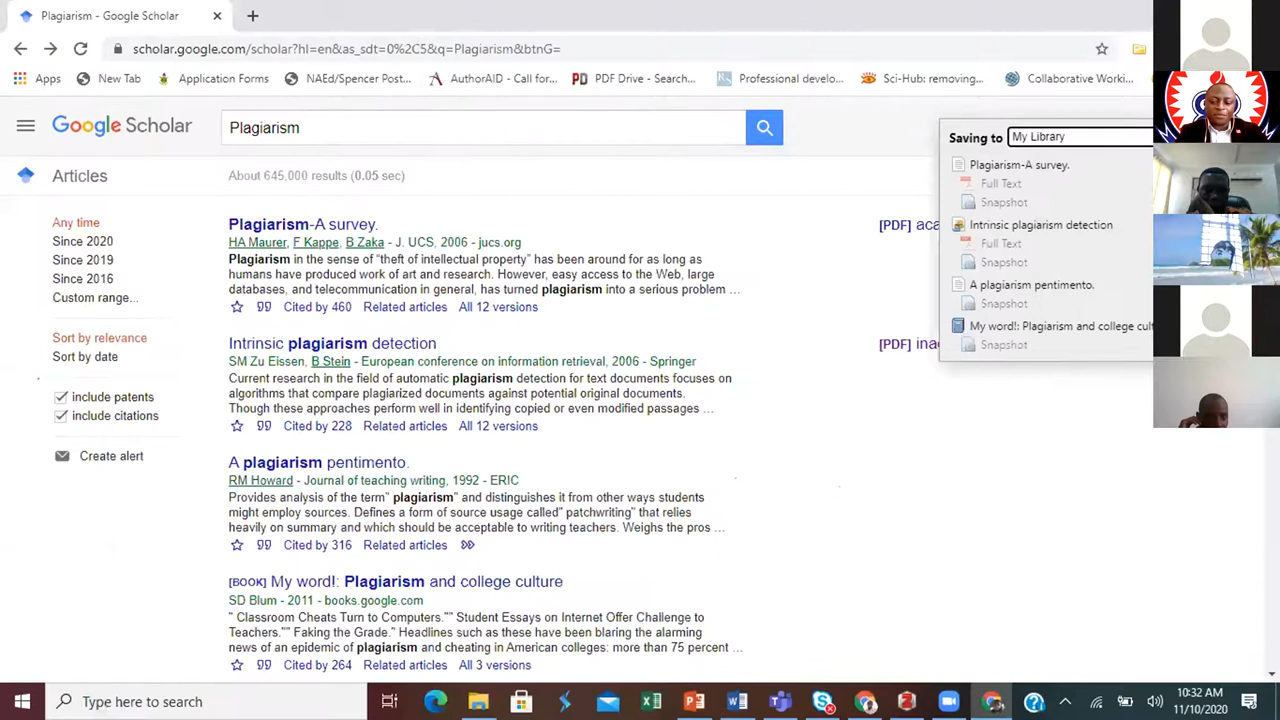 Plagiarism - Google Scholar
scholar.google.com/scholar?hl=en&as_sdt=0%2C5&q=Plagiarism&btnG=
Apps
New Tab
Application Forms
NAEd/Spencer Post...
AuthorAID - Call for...
PDF Drive - Search...
Professional develo...
Sci-Hub: removing...
Collaborative Workin...
Google Scholar
Plagiarism
Articles
About 645,000 results (0.05 sec)
Any time
Since 2020
Since 2019
Since 2016
Custom range...
Sort by relevance
Sort by date
include patents
include citations
Create alert
Plagiarism-A survey.
[PDF] aca
HA Maurer, F Kappe, B Zaka - J. UCS, 2006 - jucs.org
Plagiarism in the sense of "theft of intellectual property" has been around for as long as
humans have produced work of art and research. However, easy access to the Web, large
databases, and telecommunication in general, has turned plagiarism into a serious problem ...
Cited by 460 Related articles All 12 versions
Intrinsic plagiarism detection
[PDF] inac
SM Zu Eissen, B Stein - European conference on information retrieval, 2006 - Springer
Current research in the field of automatic plagiarism detection for text documents focuses on
algorithms that compare plagiarized documents against potential original documents.
Though these approaches perform well in identifying copied or even modified passages ...
Cited by 228 Related articles All 12 versions
A plagiarism pentimento.
RM Howard - Journal of teaching writing, 1992 - ERIC
Provides analysis of the term" plagiarism" and distinguishes it from other ways students
might employ sources. Defines a form of source usage called" patchwriting" that relies
heavily on summary and which should be acceptable to writing teachers. Weighs the pros ...
Cited by 316 Related articles
[BOOK] My word!: Plagiarism and college culture
SD Blum - 2011 - books.google.com
" Classroom Cheats Turn to Computers."" Student Essays on Internet Offer Challenge to
Teachers."" Faking the Grade." Headlines such as these have been blaring the alarming
news of an epidemic of plagiarism and cheating in American colleges: more than 75 percent ...
Cited by 264 Related articles All 3 versions
Saving to My Library
Plagiarism-A survey.
Full Text
Snapshot
Intrinsic plagiarism detection
Full Text
Snapshot
A plagiarism pentimento.
Snapshot
My word!: Plagiarism and college cult
Snapshot
Type here to search
10:32 AM
11/10/2020